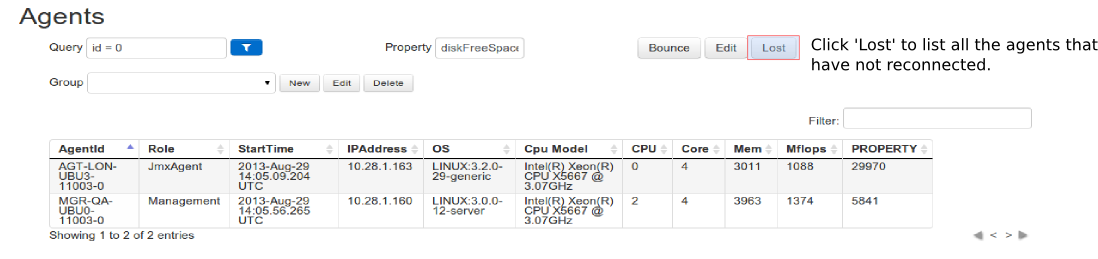 Agents
Query id = 0 Property diskFreeSpac Bounce Edit Lost Click 'Lost' to list all the agents that
have not reconnected.
Group New Edit Delete
Filter:
AgentId Role StartTime IPAddress OS Cpu Model CPU Core Mem Mflops PROPERTY
AGT-LON- JmxAgent 2013-Aug-29 10.28.1.163 LINUX:3.2.0- Intel(R) Xeon(R) 0 4 3011 1088 29970
UBU3- 14:05.09.204 29-generic CPU X5667 @
11003-0 UTC 3.07GHz
MGR-QA- Management 2013-Aug-29 10.28.1.160 LINUX:3.0.0- Intel(R) Xeon(R) 2 4 3963 1374 5841
UBU0- 14:05.56.265 12-server CPU X5667 @
11003-0 UTC 3.07GHz
Showing 1 to 2 of 2 entries < >